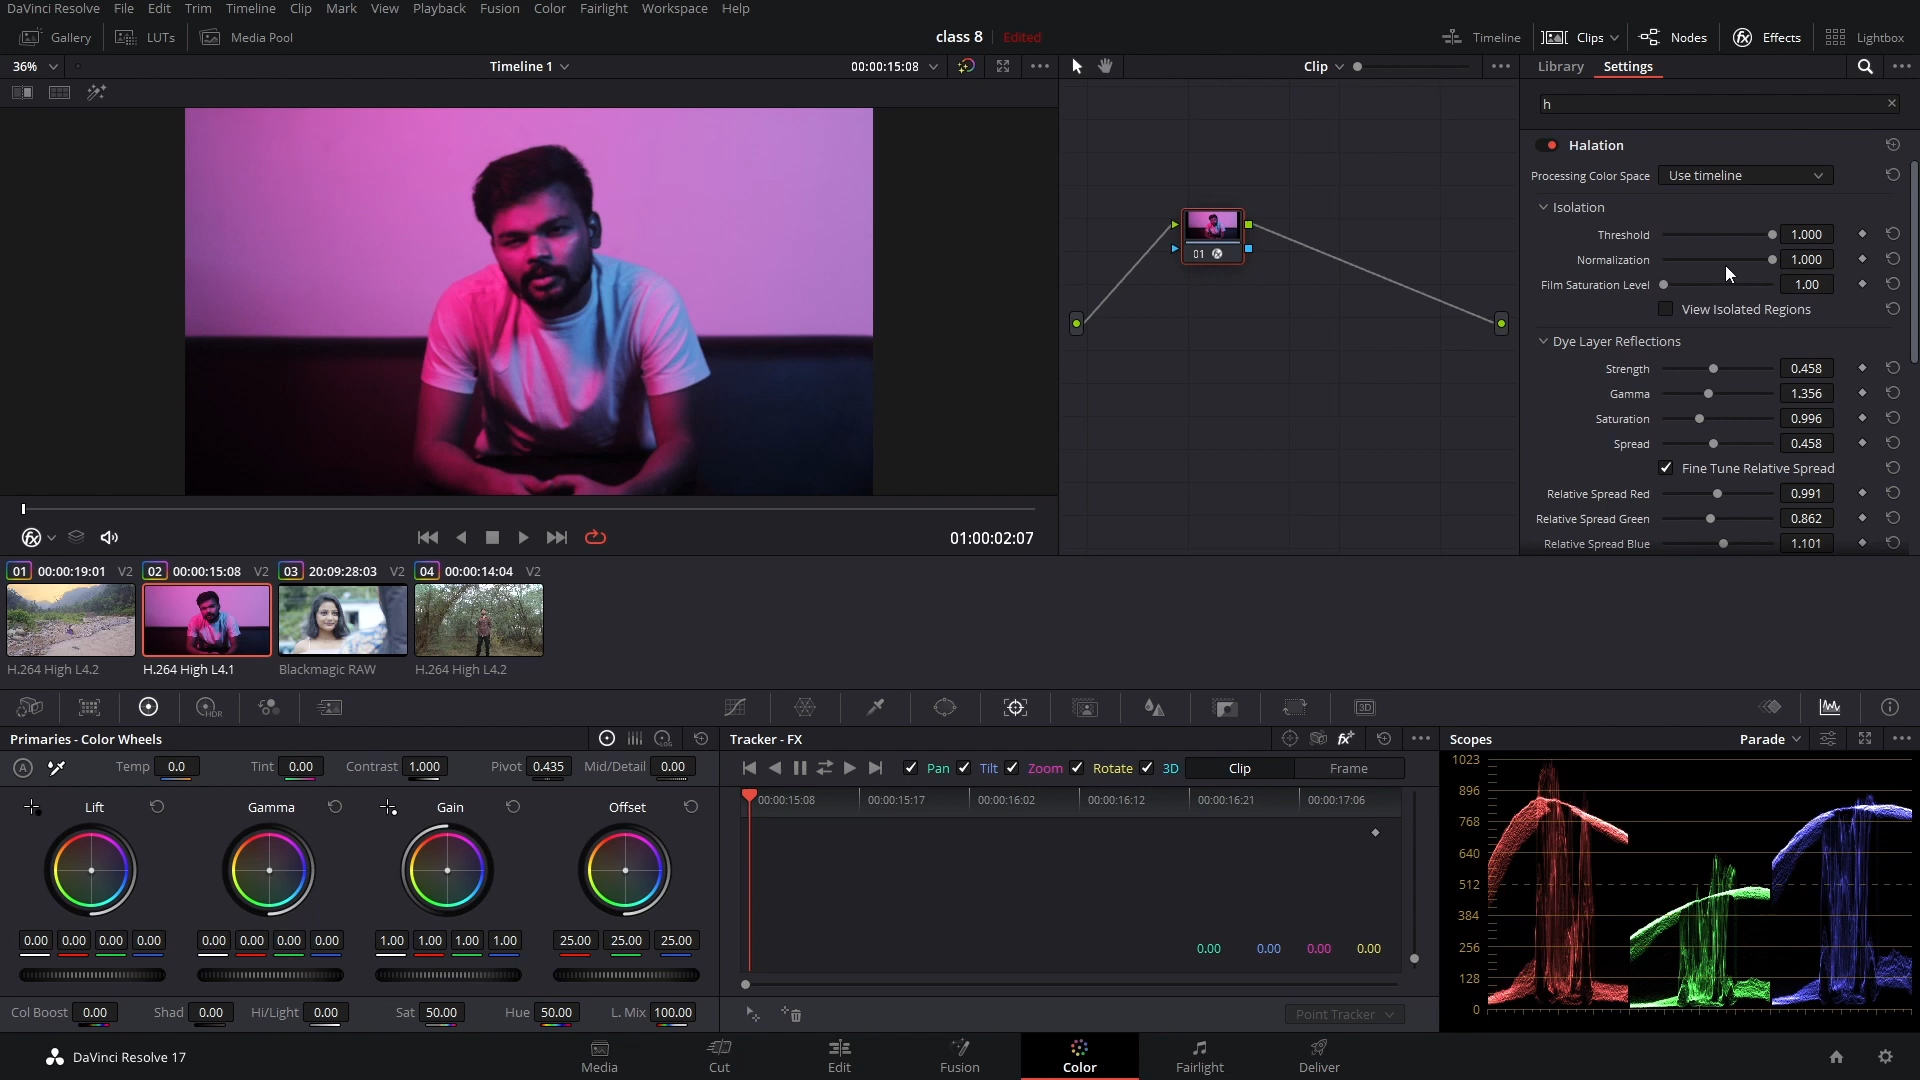 DaVinci Resolve File Edit Trim Timeline Clip Mark View Playback Fusion Color Fairlight Workspace Help
Gallery LUTs Media Pool class 8 Edited Timeline Clips Nodes Effects Lightbox
36% Timeline 1 00:00:15:08 Clip Library Settings
h
Halation
Processing Color Space Use timeline
Isolation
Threshold 1.000
Normalization 1.000
Film Saturation Level 1.00
View Isolated Regions
Dye Layer Reflections
Strength 0.458
Gamma 1.356
Saturation 0.996
Spread 0.458
Fine Tune Relative Spread
Relative Spread Red 0.991
Relative Spread Green 0.862
Relative Spread Blue 1.101
01
01:00:02:07
01 00:00:19:01 V2 02 00:00:15:08 V2 03 20:09:28:03 V2 04 00:00:14:04 V2
H.264 High L4.2 H.264 High L4.1 Blackmagic RAW H.264 High L4.2
HDR 3D
Primaries - Color Wheels LOG Tracker - FX Scopes Parade
A Temp 0.0 Tint 0.00 Contrast 1.000 Pivot 0.435 Mid/Detail 0.00
Pan Tilt Zoom Rotate 3D Clip Frame
Lift Gamma Gain Offset
00:00:15:08 00:00:15:17 00:00:16:02 00:00:16:12 00:00:16:21 00:00:17:06
0.00 0.00 0.00 0.00 0.00 0.00 0.00 0.00 1.00 1.00 1.00 1.00 25.00 25.00 25.00
0.00 0.00 0.00 0.00
Col Boost 0.00 Shad 0.00 Hi/Light 0.00 Sat 50.00 Hue 50.00 L. Mix 100.00
Point Tracker
1023
896
768
640
512
384
256
128
0
DaVinci Resolve 17 Media Cut Edit Fusion Color Fairlight Deliver